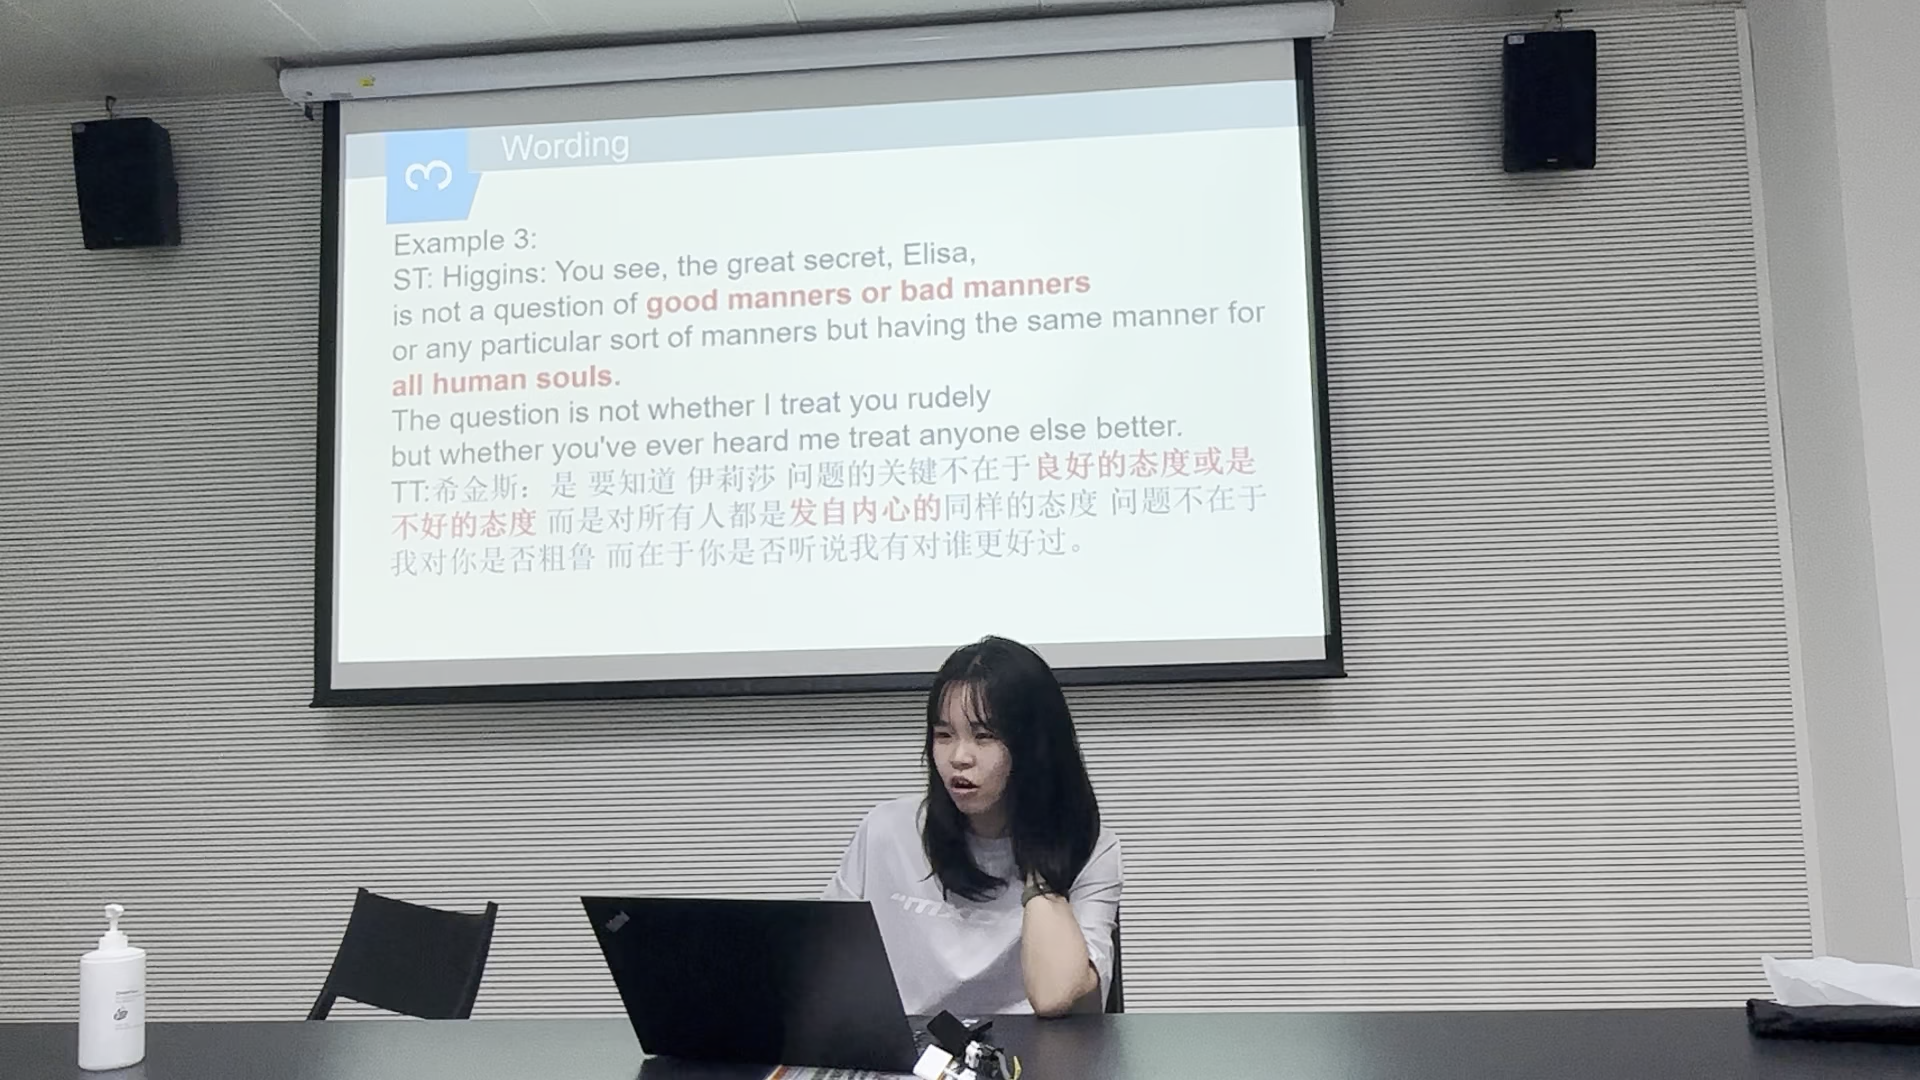 3
Wording
Example 3:
ST: Higgins: You see, the great secret, Elisa,
is not a question of good manners or bad manners
or any particular sort of manners but having the same manner for
all human souls.
The question is not whether I treat you rudely
but whether you've ever heard me treat anyone else better.
TT:希金斯：是 要知道 伊莉莎 问题的关键不在于良好的态度或是
不好的态度 而是对所有人都是发自内心的同样的态度 问题不在于
我对你是否粗鲁 而在于你是否听说我有对谁更好过。